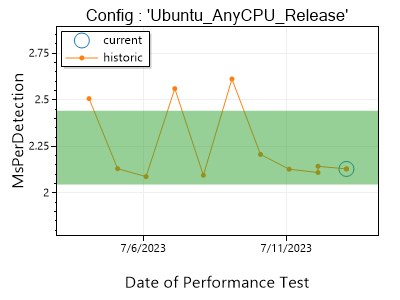 Config : 'Ubuntu_AnyCPU_Release'
current
historic
MsPerDetection
2.75
2.5
2.25
2
7/6/2023
7/11/2023
Date of Performance Test